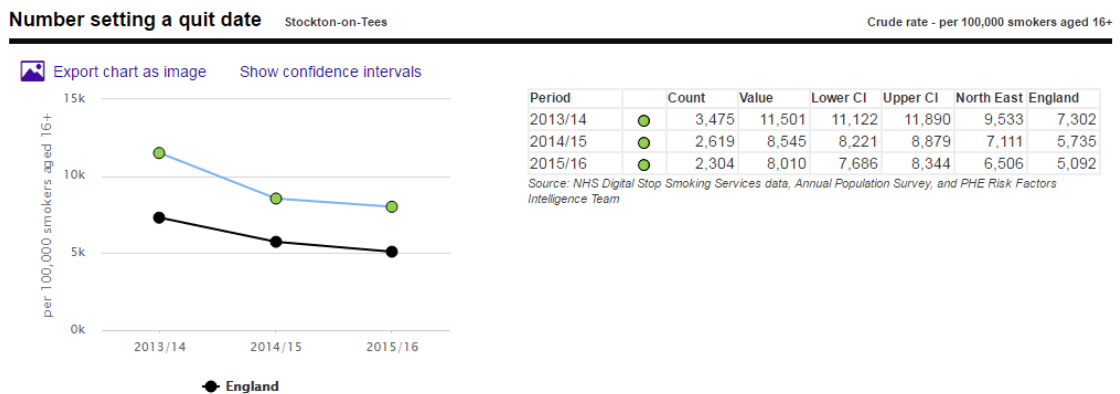 Number setting a quit date Stockton-on-Tees Crude rate - per 100,000 smokers aged 16+
Export chart as image Show confidence intervals
15k
10k
5k
0k
per 100,000 smokers aged 16+
2013/14 2014/15 2015/16
England
Period Count Value Lower CI Upper CI North East England
2013/14 3,475 11,501 11,122 11,890 9,533 7,302
2014/15 2,619 8,545 8,221 8,879 7,111 5,735
2015/16 2,304 8,010 7,686 8,344 6,506 5,092
Source: NHS Digital Stop Smoking Services data, Annual Population Survey, and PHE Risk Factors
Intelligence Team